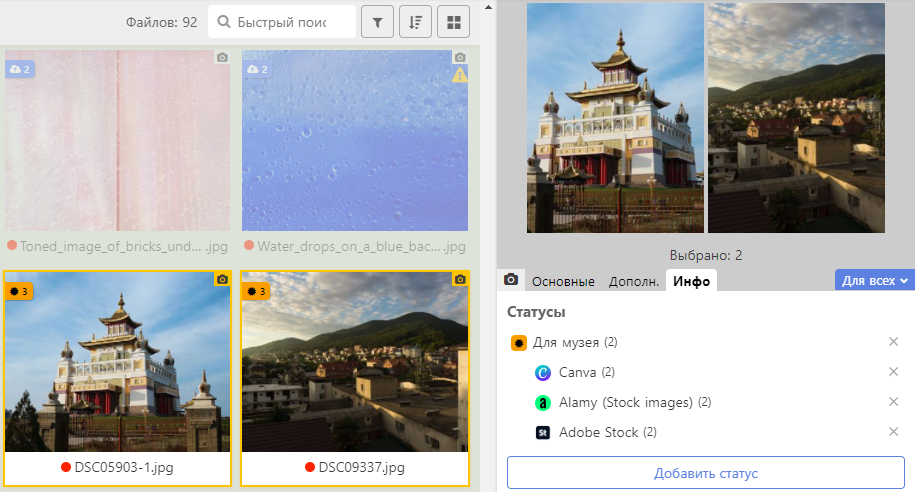 Файлов: 92
Быстрый поис
2
2
Toned_image_of_bricks_und... .jpg
Water_drops_on_a_blue_bac... .jpg
3
3
DSC05903-1.jpg
DSC09337.jpg
Выбрано: 2
Основные
Дополн.
Инфо
Для всех
Статусы
Для музея (2)
Canva (2)
a Alamy (Stock images) (2)
St Adobe Stock (2)
Добавить статус